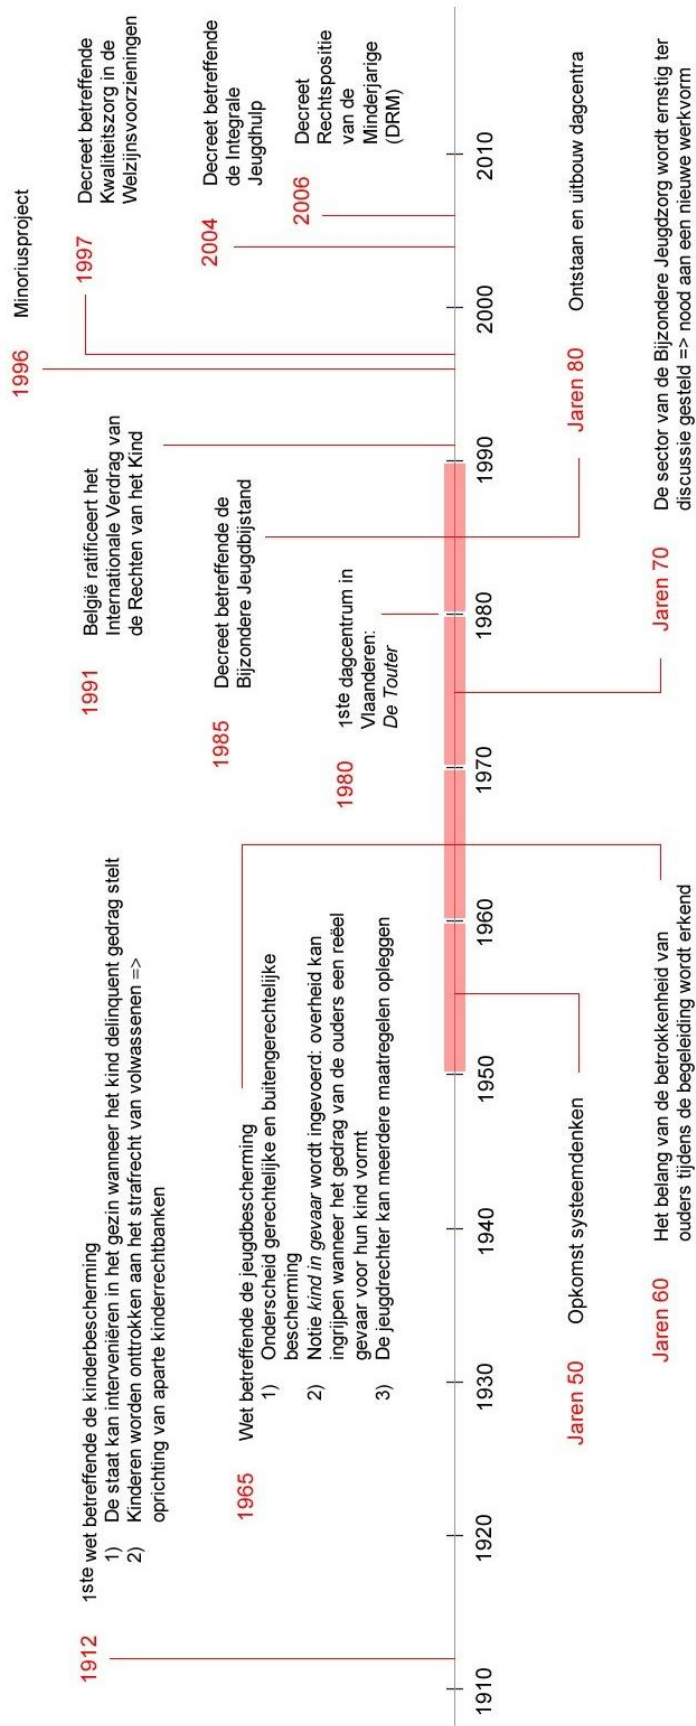 1912
1ste wet betreffende de kinderbescherming
1) De staat kan interveniëren in het gezin wanneer het kind delinquent gedrag stelt
2) Kinderen worden onttrokken aan het strafrecht van volwassenen =>
oprichting van aparte kinderrechtbanken
1965
Wet betreffende de jeugdbescherming
1) Onderscheid gerechtelijke en buitengerechtelijke
bescherming
2) Notie kind in gevaar wordt ingevoerd: overheid kan
ingrijpen wanneer het gedrag van de ouders een reëel
gevaar voor hun kind vormt
3) De jeugdrechter kan meerdere maatregelen opleggen
1980
1ste dagcentrum in
Vlaanderen:
De Touter
1985
Decreet betreffende de
Bijzondere Jeugdbijstand
1991
België ratificeert het
Internationale Verdrag van
de Rechten van het Kind
1996
Minoriusproject
1997
Decreet betreffende
Kwaliteitszorg in de
Welzijnsvoorzieningen
2004
Decreet betreffende
de Integrale
Jeugdhulp
2006
Decreet
Rechtspositie
van de
Minderjarige
(DRM)
1910 1920 1930 1940 1950 1960 1970 1980 1990 2000 2010
Jaren 50
Opkomst systeemdenken
Jaren 60
Het belang van de betrokkenheid van
ouders tijdens de begeleiding wordt erkend
Jaren 70
De sector van de Bijzondere Jeugdzorg wordt ernstig ter
discussie gesteld => nood aan een nieuwe werkvorm
Jaren 80
Ontstaan en uitbouw dagcentra